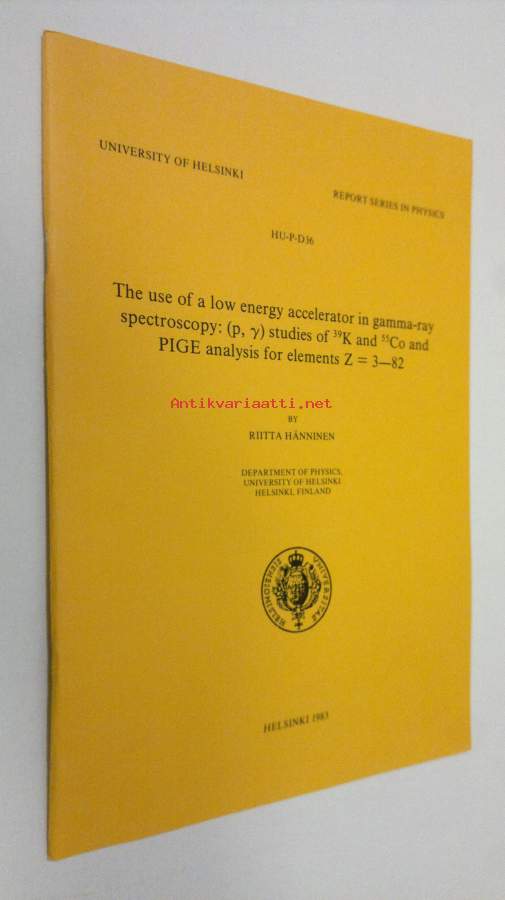 UNIVERSITY OF HELSINKI
REPORT SERIES IN PHYSICS
HU-P-D36
The use of a low energy accelerator in gamma-ray
spectroscopy: (p, γ) studies of ³⁹K and ⁵⁵Co and
PIGE analysis for elements Z = 3—82
Antikvariaatti.net
BY
RIITTA HÄNNINEN
DEPARTMENT OF PHYSICS,
UNIVERSITY OF HELSINKI
HELSINKI, FINLAND
UNIVERSITAS
HELSINGIENSIS
HELSINKI 1983